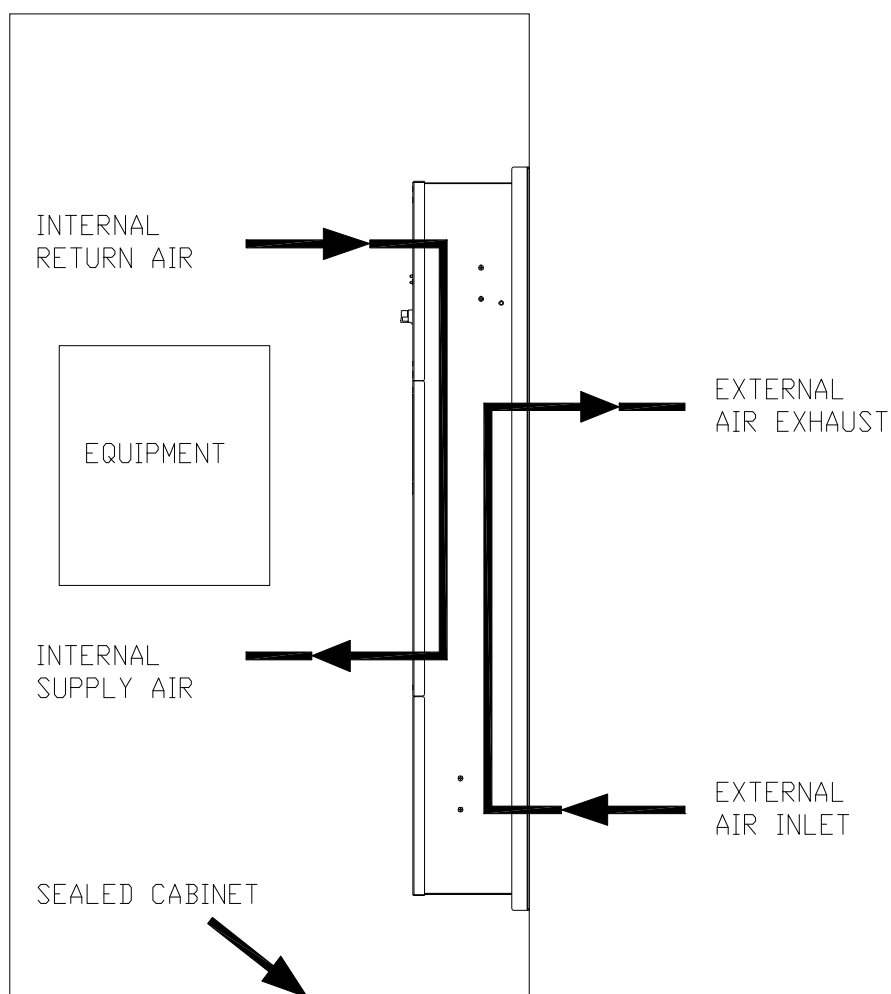 INTERNAL
RETURN AIR
EXTERNAL
AIR EXHAUST
EQUIPMENT
INTERNAL
SUPPLY AIR
EXTERNAL
AIR INLET
SEALED CABINET